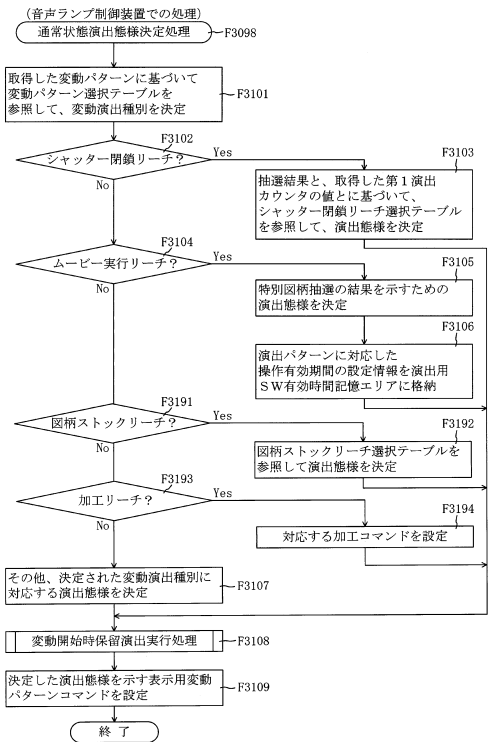 (音声ランプ制御装置での処理)
通常状態演出態様決定処理
F3098
取得した変動パターンに基づいて
変動パターン選択テーブルを
参照して、変動演出種別を決定
F3101
F3102
シャッター閉鎖リーチ?
Yes
No
F3103
抽選結果と、取得した第1演出
カウンタの値とに基づいて、
シャッター閉鎖リーチ選択テーブル
を参照して、演出態様を決定
F3104
ムービー実行リーチ?
Yes
No
F3105
特別図柄抽選の結果を示すための
演出態様を決定
F3106
演出パターンに対応した
操作有効期間の設定情報を演出用
SW有効時間記憶エリアに格納
F3191
図柄ストックリーチ?
Yes
No
F3192
図柄ストックリーチ選択テーブルを
参照して演出態様を決定
F3193
加工リーチ?
Yes
No
F3194
対応する加工コマンドを設定
その他、決定された変動演出種別に
対応する演出態様を決定
F3107
変動開始時保留演出実行処理
F3108
決定した演出態様を示す表示用変動
パターンコマンドを設定
F3109
終了